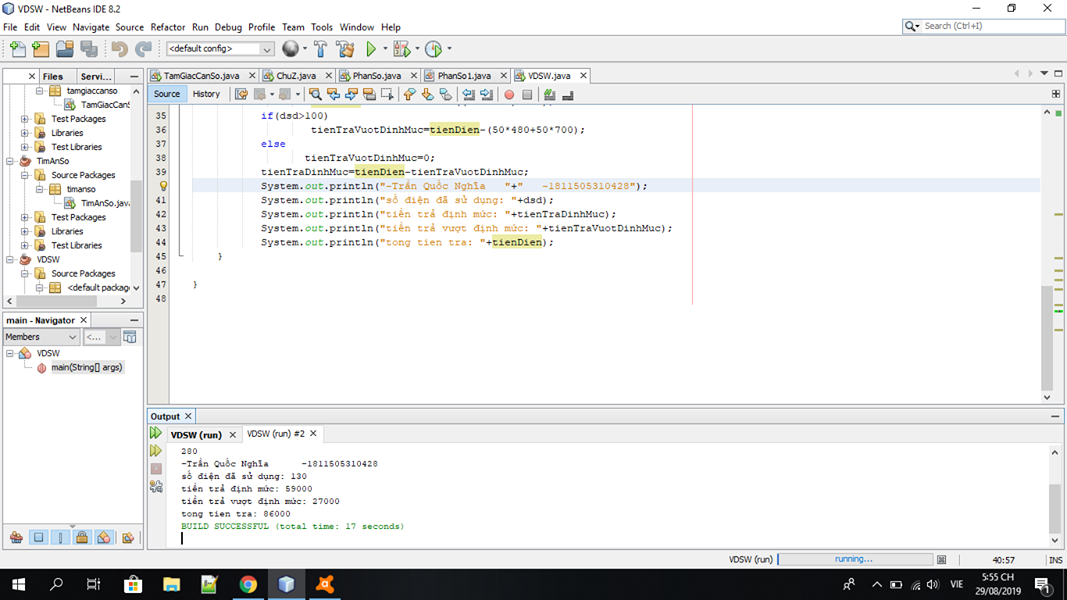 VDSW - NetBeans IDE 8.2
File Edit View Navigate Source Refactor Run Debug Profile Team Tools Window Help
Search (Ctrl+I)
<default config>
Files Servi...
TamGiacCanSo.java ChuZ.java PhanSo.java PhanSo1.java VDSW.java
Source History
tamgiaccanso
TamGiacCanS
Test Packages
Libraries
Test Libraries
TimAnSo
Source Packages
timanso
TimAnSo.java
Test Packages
Libraries
Test Libraries
VDSW
Source Packages
<default package
35 if(dsd>100)
36 tienTraVuotDinhMuc=tienDien-(50*480+50*700);
37 else
38 tienTraVuotDinhMuc=0;
39 tienTraDinhMuc=tienDien-tienTraVuotDinhMuc;
System.out.println("-Trần Quốc Nghĩa   "+"   -1811505310428");
41 System.out.println("số điện đã sử dụng: "+dsd);
42 System.out.println("tiền trả định mức: "+tienTraDinhMuc);
43 System.out.println("tiền trả vượt định mức: "+tienTraVuotDinhMuc);
44 System.out.println("tong tien tra: "+tienDien);
45 }
46
47 }
48
main - Navigator
Members <...
VDSW
main(String[] args)
Output
VDSW (run) VDSW (run) #2
280
-Trần Quốc Nghĩa      -1811505310428
số điện đã sử dụng: 130
tiền trả định mức: 59000
tiền trả vượt định mức: 27000
tong tien tra: 86000
BUILD SUCCESSFUL (total time: 17 seconds)
VDSW (run) running... 40:57 INS
VIE 5:55 CH
29/08/2019
1